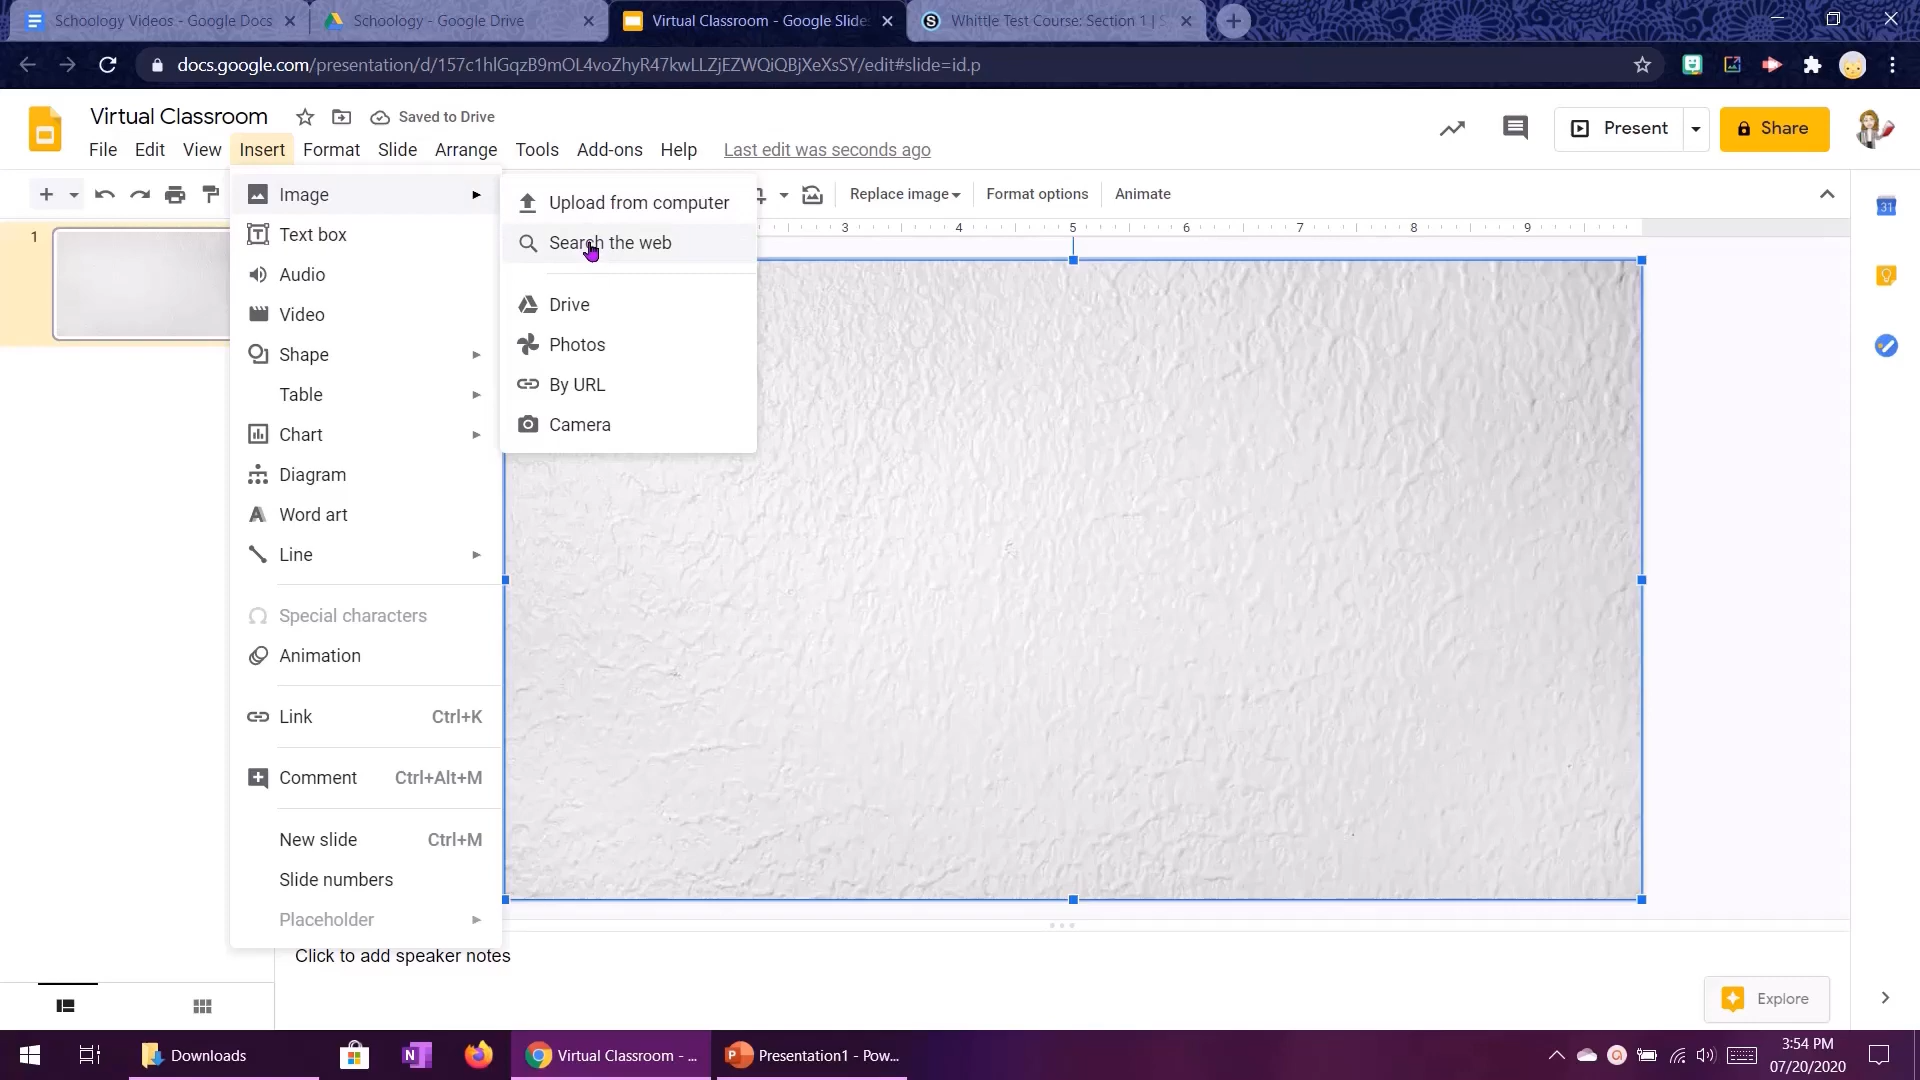 Schoology Videos - Google Docs
Schoology - Google Drive
Virtual Classroom - Google Slide
Whittle Test Course: Section 1 | S
docs.google.com/presentation/d/157c1hlGqzB9mOL4voZhyR47kwLLZjEZWQiQBjXeXsSY/edit#slide=id.p
Virtual Classroom
Saved to Drive
File Edit View Insert Format Slide Arrange Tools Add-ons Help Last edit was seconds ago
Present
Share
Replace image
Format options
Animate
31
Image
Text box
Audio
Video
Shape
Table
Chart
Diagram
Word art
Line
Special characters
Animation
Link Ctrl+K
Comment Ctrl+Alt+M
New slide Ctrl+M
Slide numbers
Placeholder
Upload from computer
Search the web
Drive
Photos
By URL
Camera
3 4 5 6 7 8 9
1
Click to add speaker notes
Explore
Downloads
Virtual Classroom - ...
Presentation1 - Pow...
3:54 PM
07/20/2020